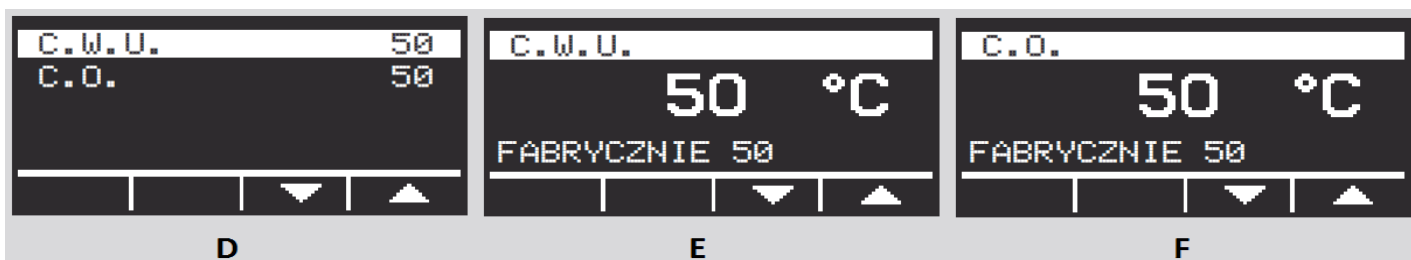 C.W.U. 50
C.O. 50
D
C.W.U.
50 °C
FABRYCZNIE 50
E
C.O.
50 °C
FABRYCZNIE 50
F